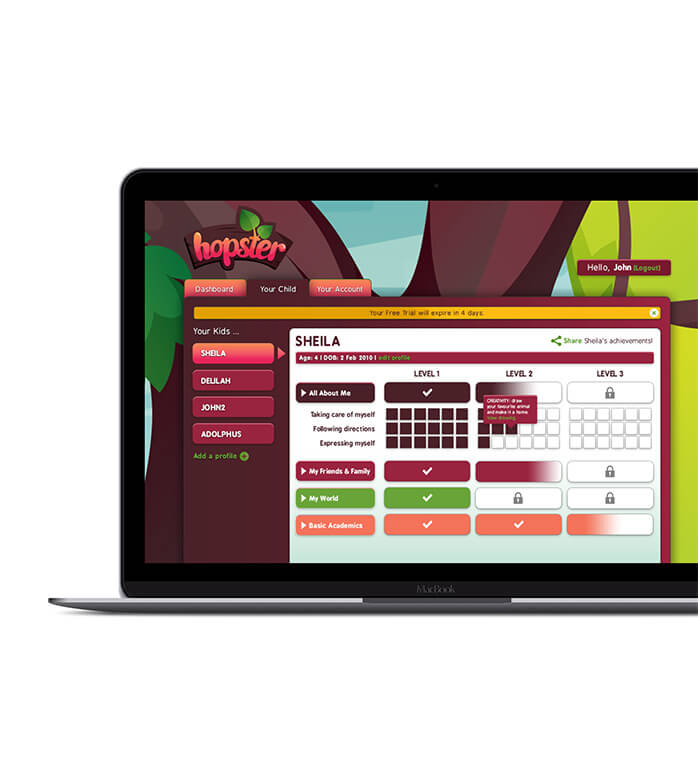 hopster
Hello, John (Logout)
Dashboard
Your Child
Your Account
Your Free Trial will expire in 4 days.
Your Kids ...
SHEILA
DELILAH
JOHN2
ADOLPHUS
Add a profile
SHEILA
Share Sheila's achievements!
Age: 4 | DOB: 2 Feb 2010 | edit profile
LEVEL 1
LEVEL 2
LEVEL 3
All About Me
CREATIVITY: draw
your favourite animal
and make it a home
Taking care of myself
Following directions
Expressing myself
My Friends & Family
My World
Basic Academics
MacBook